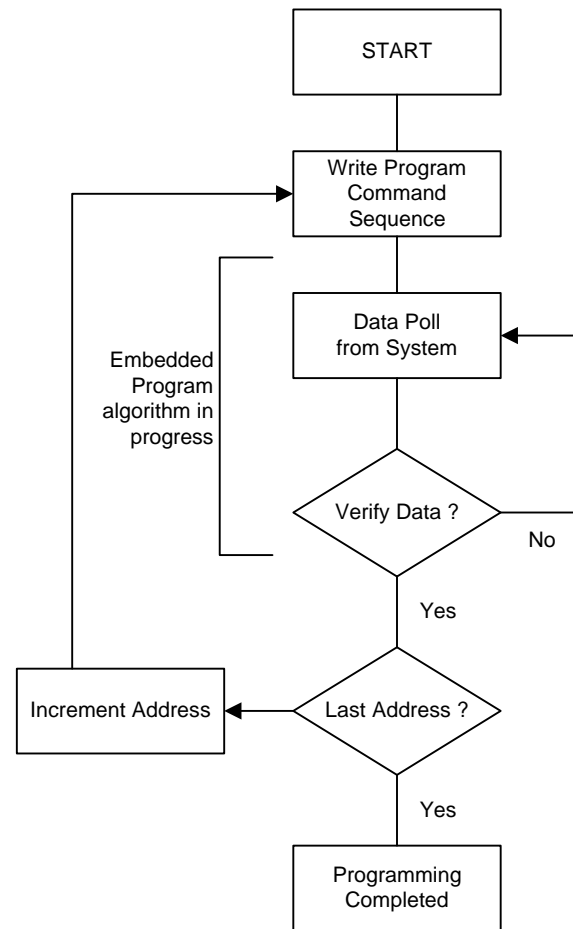 START
Write Program
Command
Sequence
Data Poll
from System
Embedded
Program
algorithm in
progress
Verify Data ?
No
Yes
Increment Address
Last Address ?
Yes
Programming
Completed